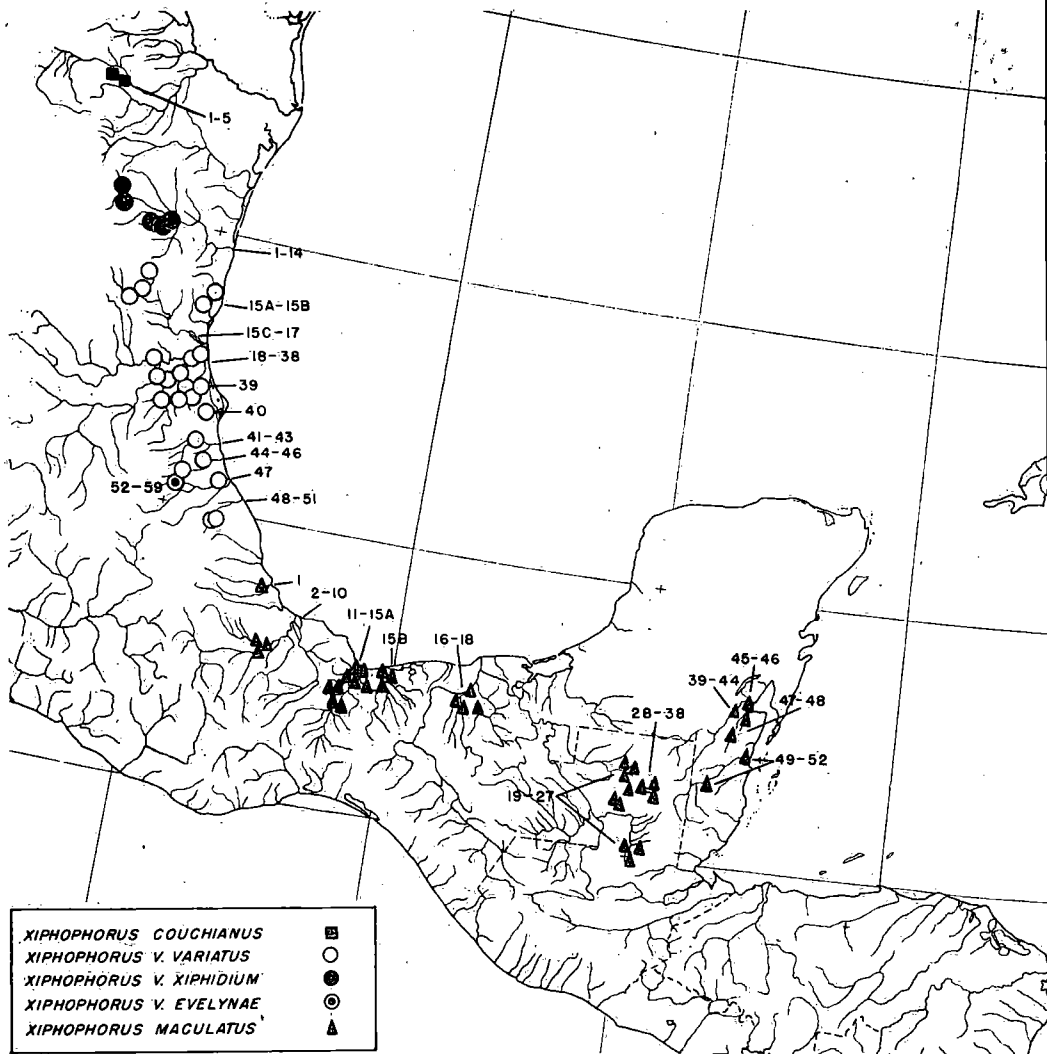 1-5
1-14
15A-15B
15C-17
18-38
39
40
41-43
44-46
47
52-59
48-51
1
2-10
11-15A
15B
16-18
45-46
39-44
47-48
28-38
49-52
19-27
XIPHOPHORUS COUCHIANUS
XIPHOPHORUS V. VARIATUS
XIPHOPHORUS V. XIPHIDIUM
XIPHOPHORUS V. EVELYNAE
XIPHOPHORUS MACULATUS